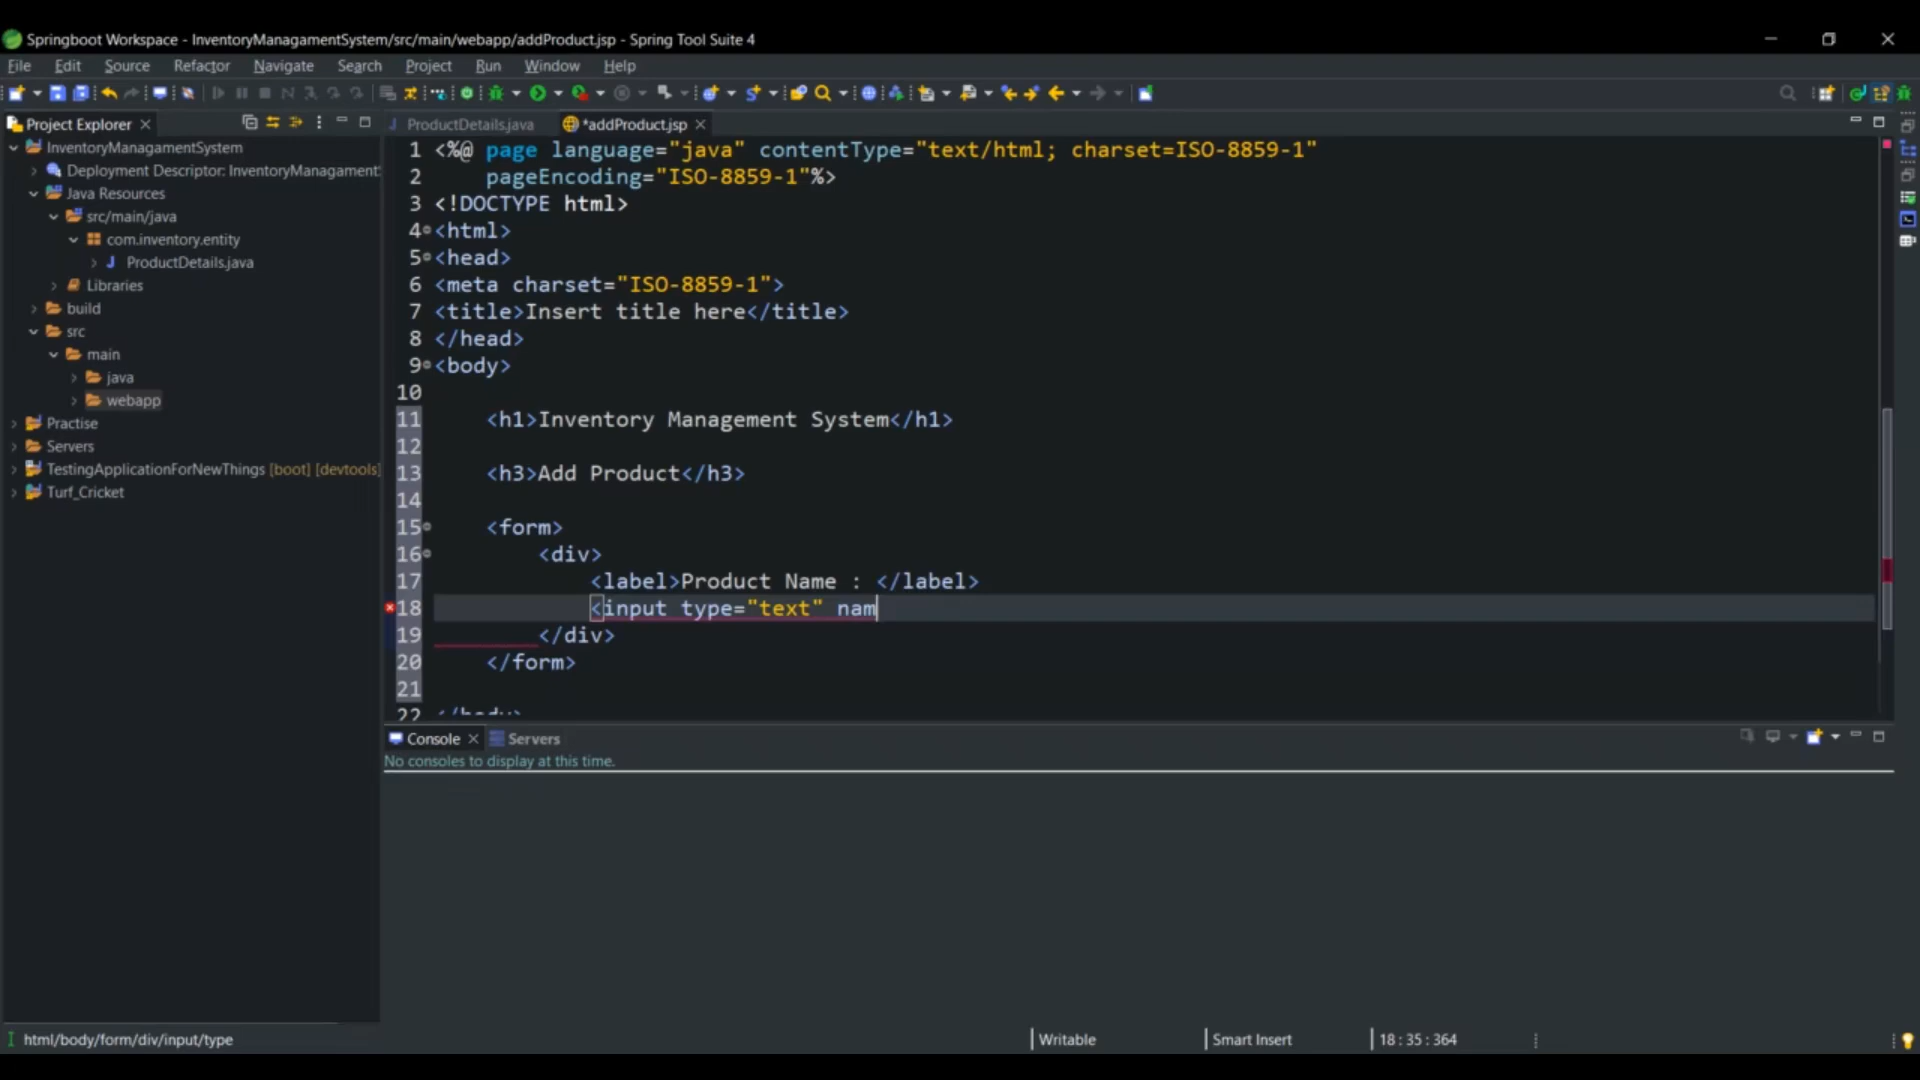 Springboot Workspace - InventoryManagamentSystem/src/main/webapp/addProduct.jsp - Spring Tool Suite 4
File Edit Source Refactor Navigate Search Project Run Window Help
Project Explorer
ProductDetails.java
*addProduct.jsp
InventoryManagamentSystem
Deployment Descriptor: InventoryManagament
Java Resources
src/main/java
com.inventory.entity
ProductDetails.java
Libraries
build
src
main
java
webapp
Practise
Servers
TestingApplicationForNewThings [boot] [devtools]
Turf_Cricket
1 <%@ page language="java" contentType="text/html; charset=ISO-8859-1"
2 pageEncoding="ISO-8859-1"%>
3 <!DOCTYPE html>
4 <html>
5 <head>
6 <meta charset="ISO-8859-1">
7 <title>Insert title here</title>
8 </head>
9 <body>
10
11 <h1>Inventory Management System</h1>
12
13 <h3>Add Product</h3>
14
15 <form>
16 <div>
17 <label>Product Name : </label>
18 <input type="text" nam
19 </div>
20 </form>
21
22 </body>
Console
Servers
No consoles to display at this time.
html/body/form/div/input/type
Writable
Smart Insert
18 : 35 : 364